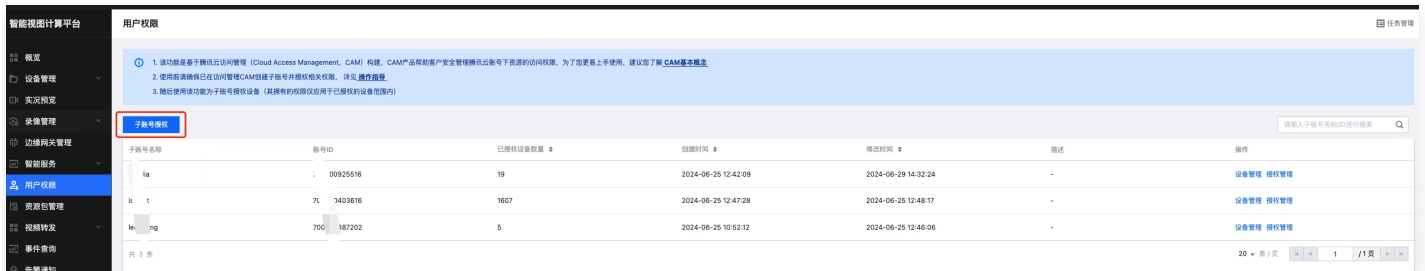 智能视图计算平台
用户权限
任务管理
概览
设备管理
实况预览
录像管理
边缘网关管理
智能服务
用户权限
资源包管理
视频转发
事件查询
告警通知
1. 该功能是基于腾讯云访问管理（Cloud Access Management，CAM）构建，CAM产品帮助客户安全管理腾讯云账号下资源的访问权限，为了您更易上手使用，建议您了解 CAM基本概念
2. 使用前请确保已在访问管理CAM创建子账号并授权相关权限， 详见 操作指导
3. 随后使用该功能为子账号授权设备（其拥有的权限仅应用于已授权的设备范围内）
子账号授权
请输入子账号名称/ID进行搜索
子账号名称 账号ID 已授权设备数量 创建时间 修改时间 描述 操作
lia 00925516 19 2024-06-25 12:42:09 2024-06-29 14:32:24 - 设备管理 授权管理
is t 70 0403616 1607 2024-06-25 12:47:28 2024-06-25 12:48:17 - 设备管理 授权管理
le ng 700 187202 5 2024-06-25 10:52:12 2024-06-25 12:46:06 - 设备管理 授权管理
共 3 条
20 条 / 页 1 / 1 页